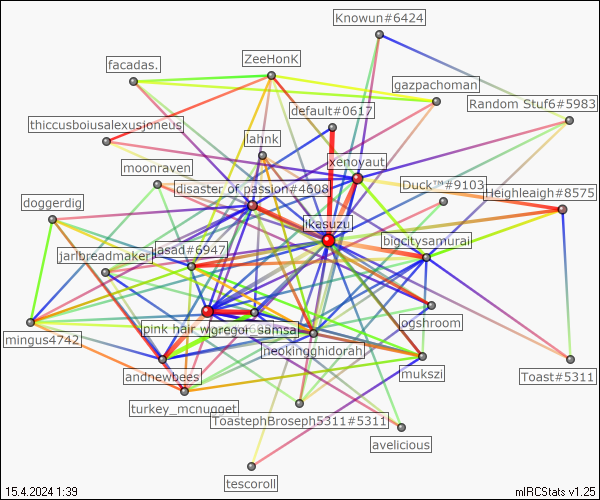 Knowun#6424
facadas.
ZeeHonK
gazpachoman
Random Stuf6#5983
default#0617
thiccusboiusalexusjoneus
lahnk
xenoyaut
moonraven
disaster of passion#4608
Duck™#9103
Heighleaigh#8575
doggerdig
ikasuzu
jarlbreadmaker
asad#6947
bigcitysamurai
mingus4742
pink hair w
gregor_samsa
ogshroom
neokingghidorah
andnewbees
mukszi
Toast#5311
turkey_mcnugget
ToastephBroseph5311#5311
avelicious
tescoroll
15.4.2024 1:39
mIRCStats v1.25